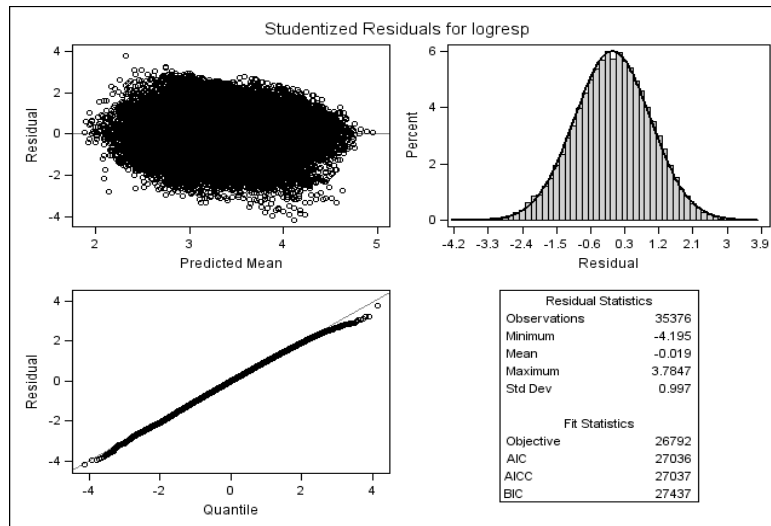 Studentized Residuals for logresp
4
2
0
-2
-4
Residual
2 3 4 5
Predicted Mean
6
4
2
0
Percent
-4.2 -3.3 -2.4 -1.5 -0.6 0.3 1.2 2.1 3 3.9
Residual
4
2
0
-2
-4
Residual
-4 -2 0 2 4
Quantile
Residual Statistics
Observations 35376
Minimum -4.195
Mean -0.019
Maximum 3.7847
Std Dev 0.997
Fit Statistics
Objective 26792
AIC 27036
AICC 27037
BIC 27437